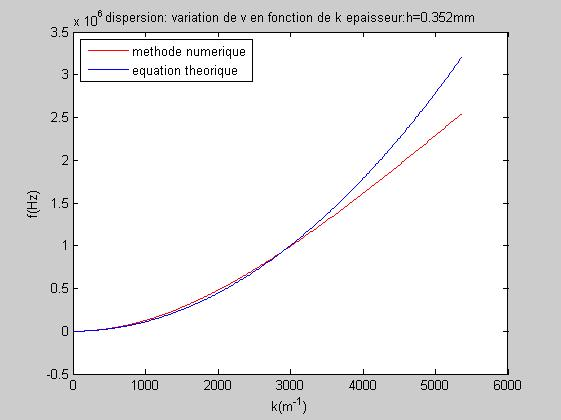 x 10^6 dispersion: variation de v en fonction de k epaisseur:h=0.352mm
3.5
methode numerique
equation theorique
3
2.5
2
1.5
1
0.5
0
-0.5
f(Hz)
0 1000 2000 3000 4000 5000 6000
k(m^-1)